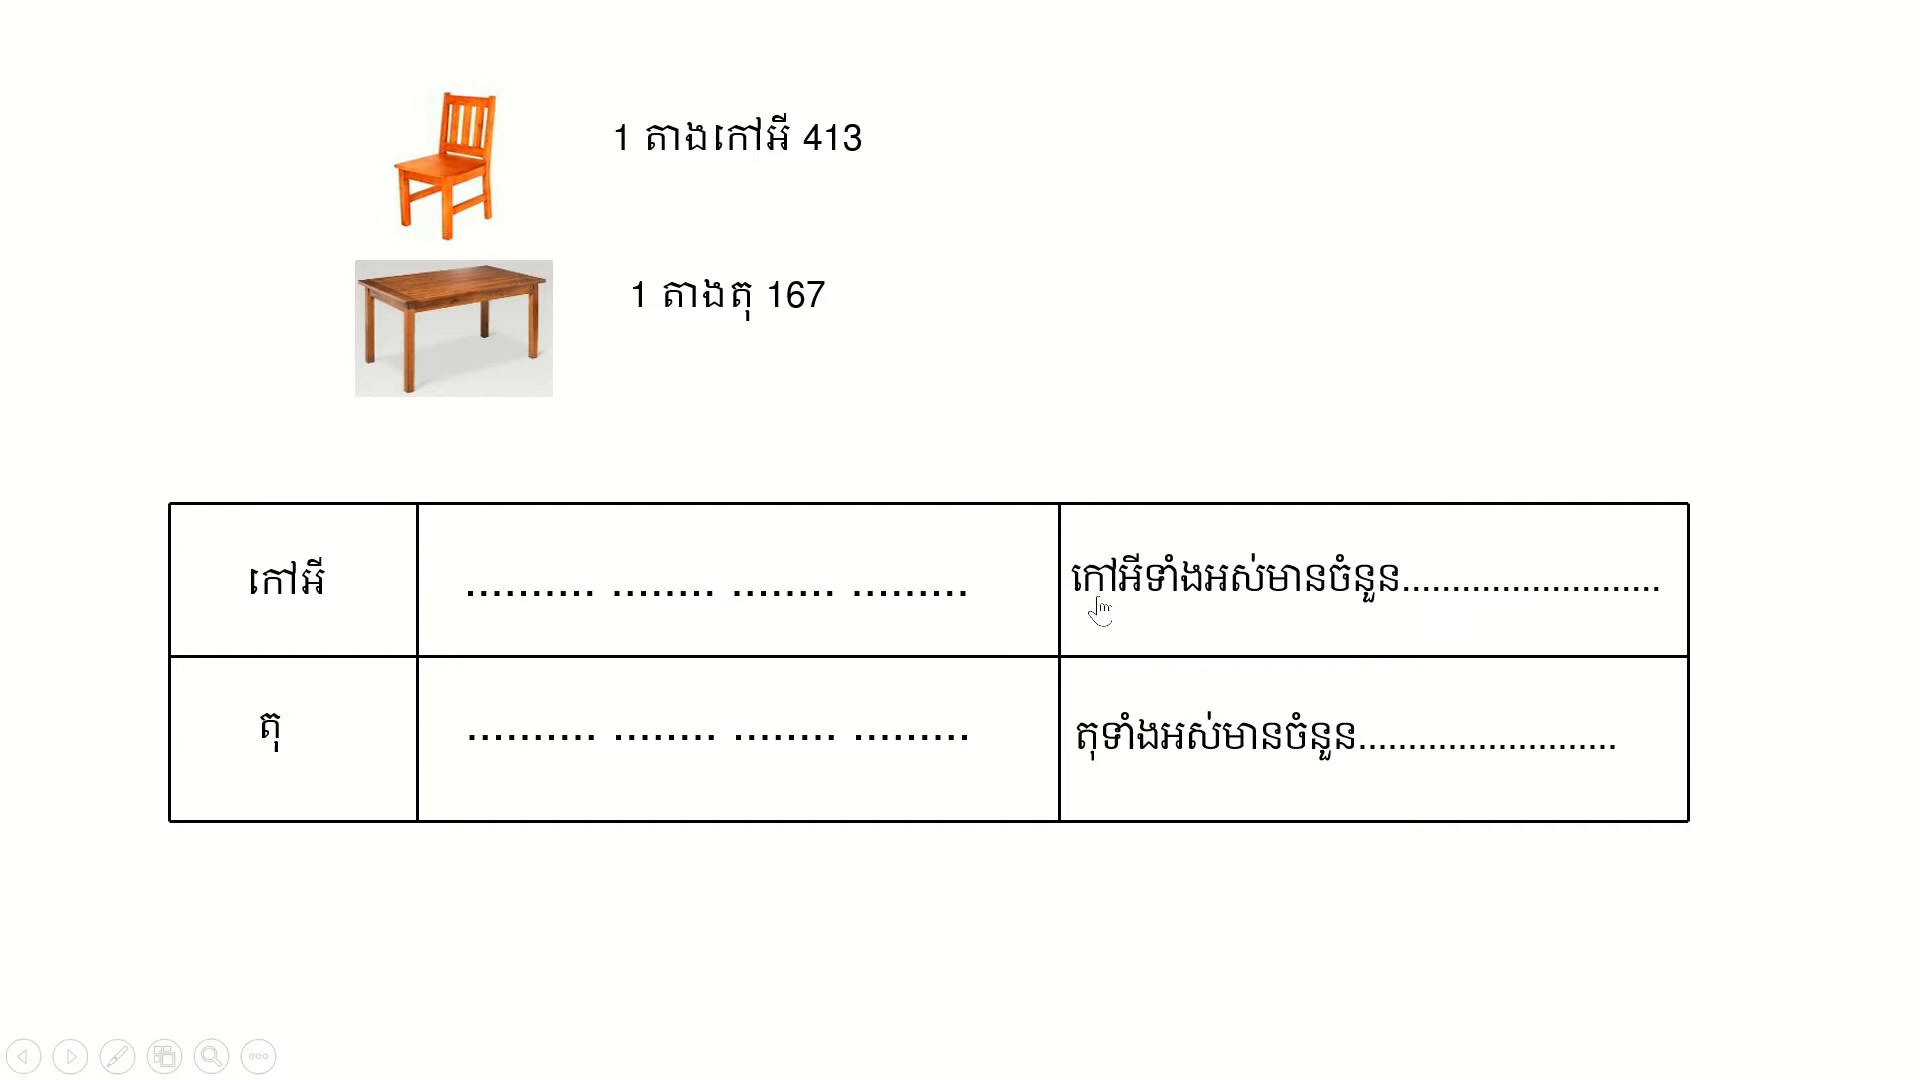 1 តាងកៅអី 413
1 តាងតុ 167
កៅអី
.......... ........ ........ .........
កៅអីទាំងអស់មានចំនួន..........................
តុ
.......... ........ ........ .........
តុទាំងអស់មានចំនួន..........................